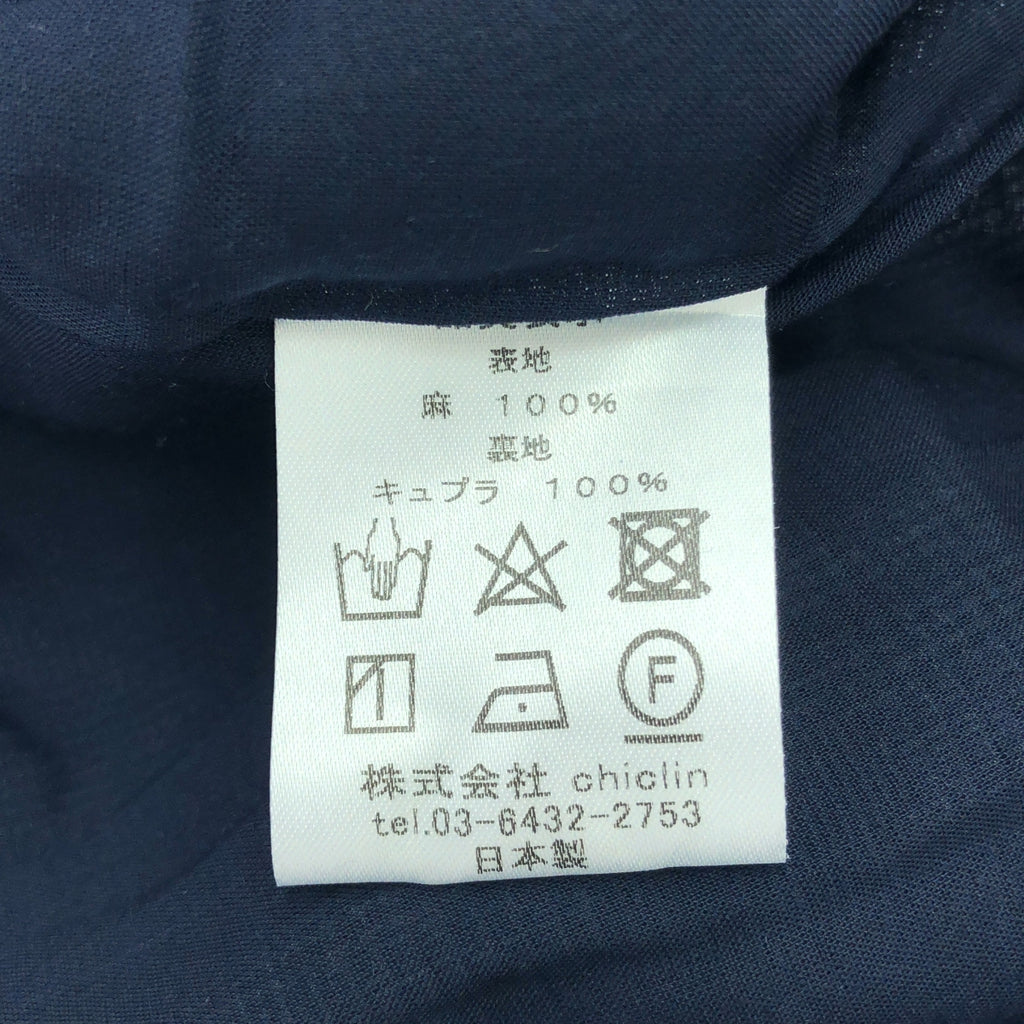 表地
麻 100%
裏地
キュプラ 100%
F
株式会社 chiclin
tel.03-6432-2753
日本製